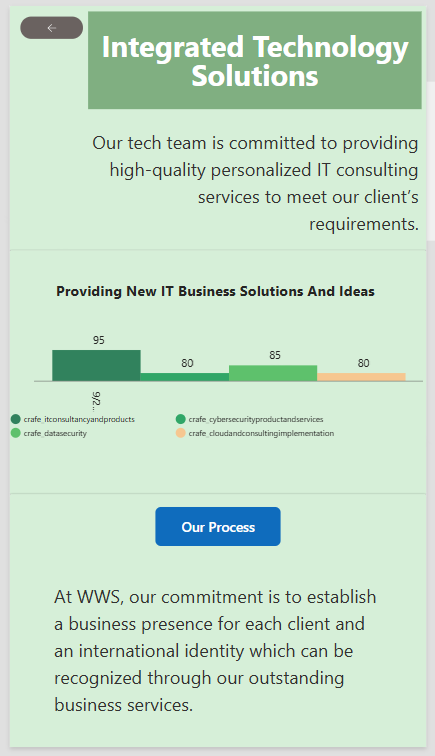 Integrated Technology
Solutions
Our tech team is committed to providing
high-quality personalized IT consulting
services to meet our client’s
requirements.
Providing New IT Business Solutions And Ideas
95
80
85
80
9/2...
crafe_itconsultancyandproducts
crafe_cybersecurityproductandservices
crafe_datasecurity
crafe_cloudandconsultingimplementation
Our Process
At WWS, our commitment is to establish
a business presence for each client and
an international identity which can be
recognized through our outstanding
business services.